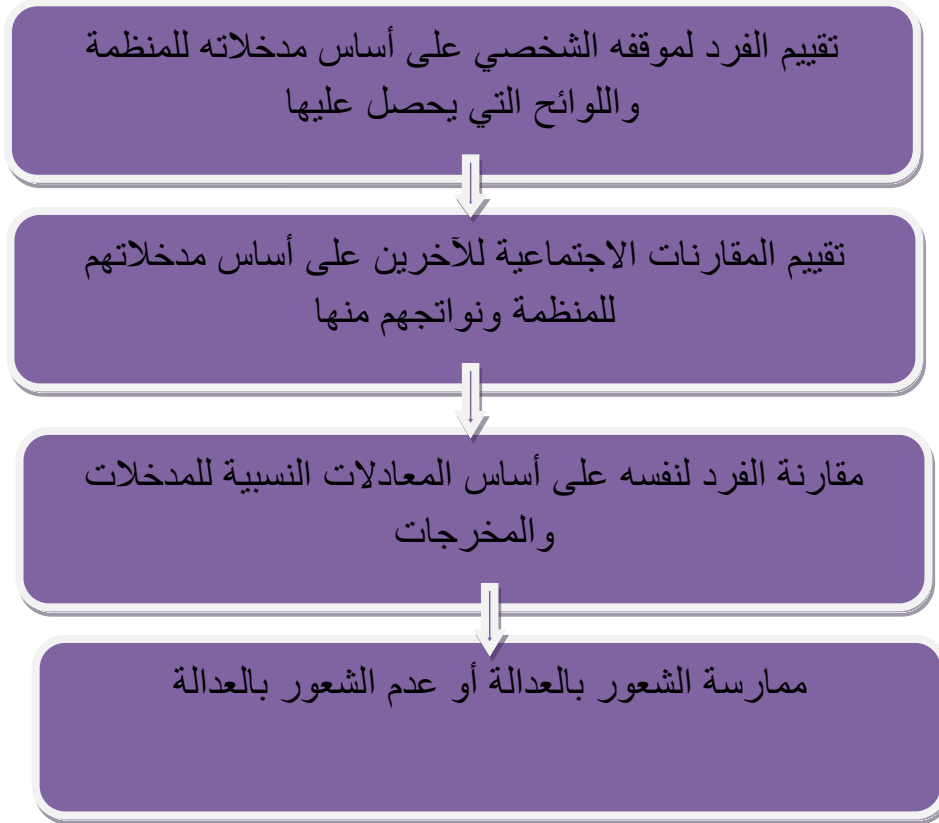 تقييم الفرد لموقفه الشخصي على أساس مدخلاته للمنظمة
واللوائح التي يحصل عليها
تقييم المقارنات الاجتماعية للآخرين على أساس مدخلاتهم
للمنظمة ونواتجهم منها
مقارنة الفرد لنفسه على أساس المعادلات النسبية للمدخلات
والمخرجات
ممارسة الشعور بالعدالة أو عدم الشعور بالعدالة